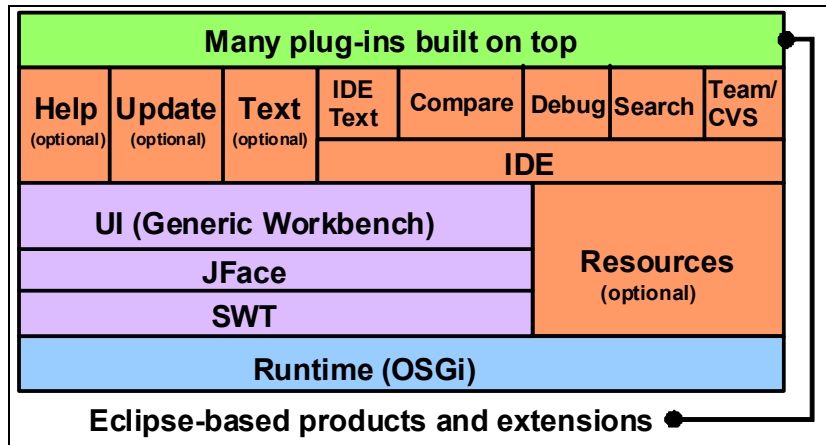 Many plug-ins built on top
Help
(optional)
Update
(optional)
Text
(optional)
IDE
Text
Compare
Debug
Search
Team/
CVS
IDE
UI (Generic Workbench)
JFace
SWT
Resources
(optional)
Runtime (OSGi)
Eclipse-based products and extensions